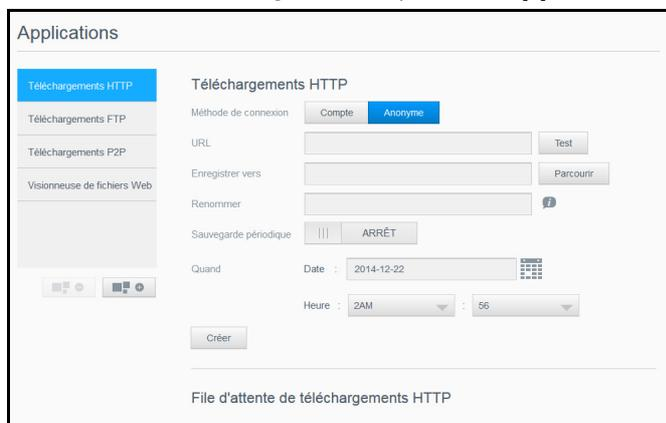 Applications
Téléchargements HTTP
Téléchargements FTP
Téléchargements P2P
Visionneuse de fichiers Web
Téléchargements HTTP
Méthode de connexion Compte Anonyme
URL Test
Enregistrer vers Parcourir
Renommer
Sauvegarde périodique ARRÊT
Quand Date : 2014-12-22
Heure : 2AM : 56
Créer
File d'attente de téléchargements HTTP